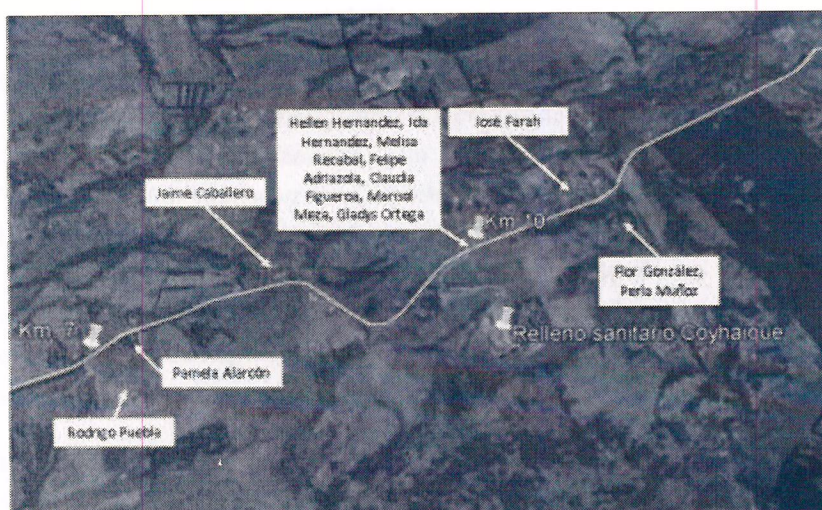 Hellen Hernandez, Ida
Hernandez, Melisa
Recabal, Felipe
Adriazola, Claudia
Figueroa, Marisol
Meza, Gladys Ortega
José Farah
Jaime Caballero
Km 10
Flor González,
Perla Muñoz
Km 7
Relleno sanitario Coyhaique
Pamela Alarcón
Rodrigo Puebla